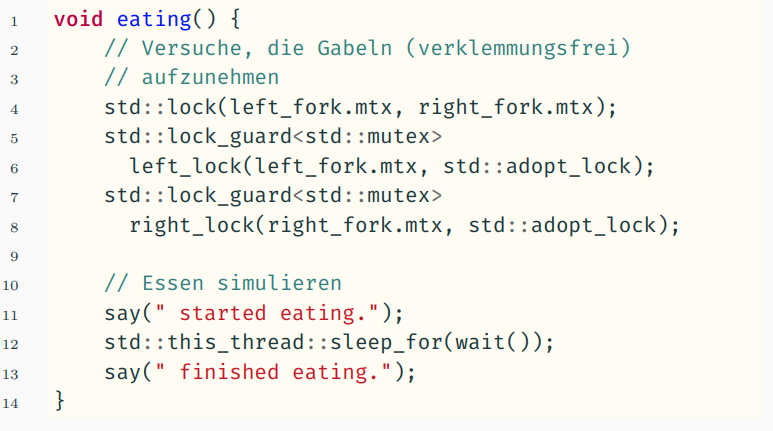 1 void eating() {
2 // Versuche, die Gabeln (verklemmungsfrei)
3 // aufzunehmen
4 std::lock(left_fork.mtx, right_fork.mtx);
5 std::lock_guard<std::mutex>
6 left_lock(left_fork.mtx, std::adopt_lock);
7 std::lock_guard<std::mutex>
8 right_lock(right_fork.mtx, std::adopt_lock);
9
10 // Essen simulieren
11 say(" started eating.");
12 std::this_thread::sleep_for(wait());
13 say(" finished eating.");
14 }